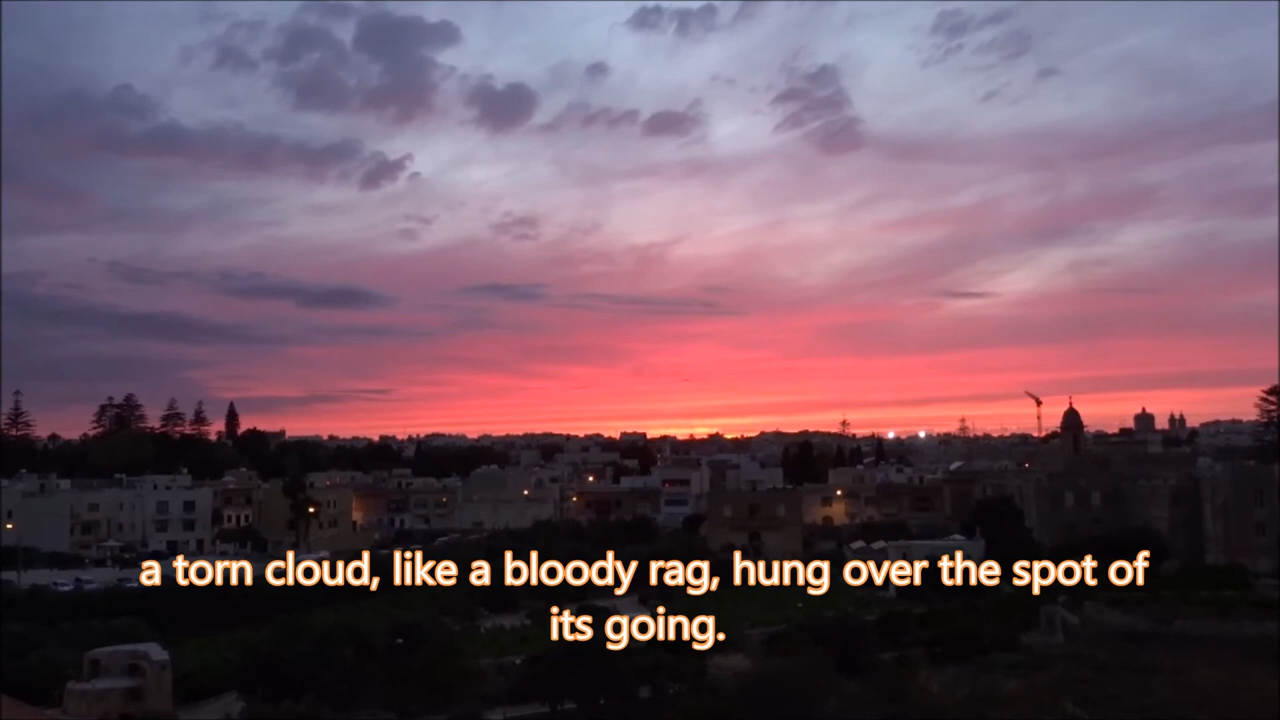 a torn cloud, like a bloody rag, hung over the spot of
its going.